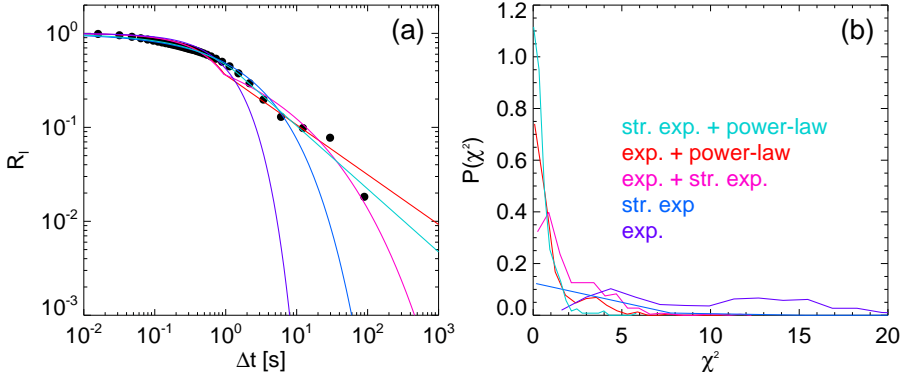 (a)
R_I
10^0
10^-1
10^-2
10^-3
10^-2 10^-1 10^0 10^1 10^2 10^3
Δt [s]
(b)
P(χ²)
1.2
1.0
0.8
0.6
0.4
0.2
0.0
str. exp. + power-law
exp. + power-law
exp. + str. exp.
str. exp
exp.
0 5 10 15 20
χ²